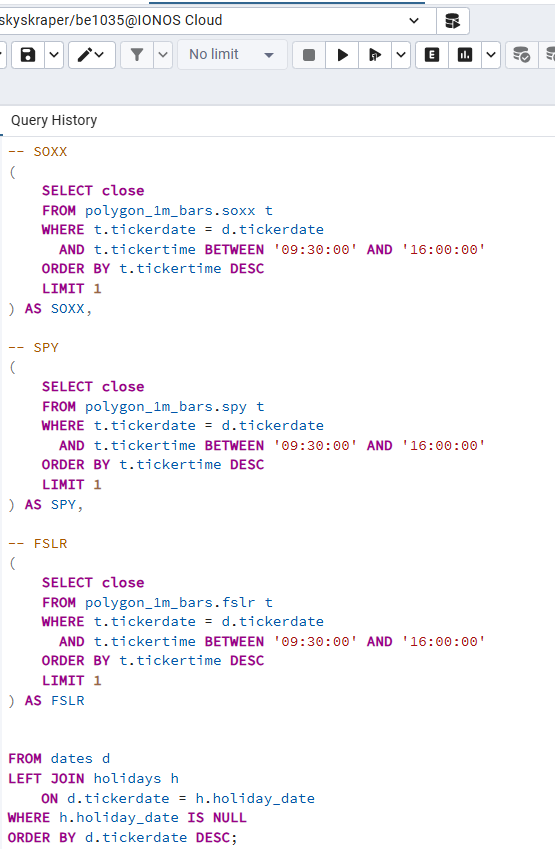 skyskraper/be1035@IONOS Cloud
No limit
E
Query History
-- SOXX
(
    SELECT close
    FROM polygon_1m_bars.soxx t
    WHERE t.tickerdate = d.tickerdate
      AND t.tickertime BETWEEN '09:30:00' AND '16:00:00'
    ORDER BY t.tickertime DESC
    LIMIT 1
) AS SOXX,

-- SPY
(
    SELECT close
    FROM polygon_1m_bars.spy t
    WHERE t.tickerdate = d.tickerdate
      AND t.tickertime BETWEEN '09:30:00' AND '16:00:00'
    ORDER BY t.tickertime DESC
    LIMIT 1
) AS SPY,

-- FSLR
(
    SELECT close
    FROM polygon_1m_bars.fslr t
    WHERE t.tickerdate = d.tickerdate
      AND t.tickertime BETWEEN '09:30:00' AND '16:00:00'
    ORDER BY t.tickertime DESC
    LIMIT 1
) AS FSLR

FROM dates d
LEFT JOIN holidays h
    ON d.tickerdate = h.holiday_date
WHERE h.holiday_date IS NULL
ORDER BY d.tickerdate DESC;